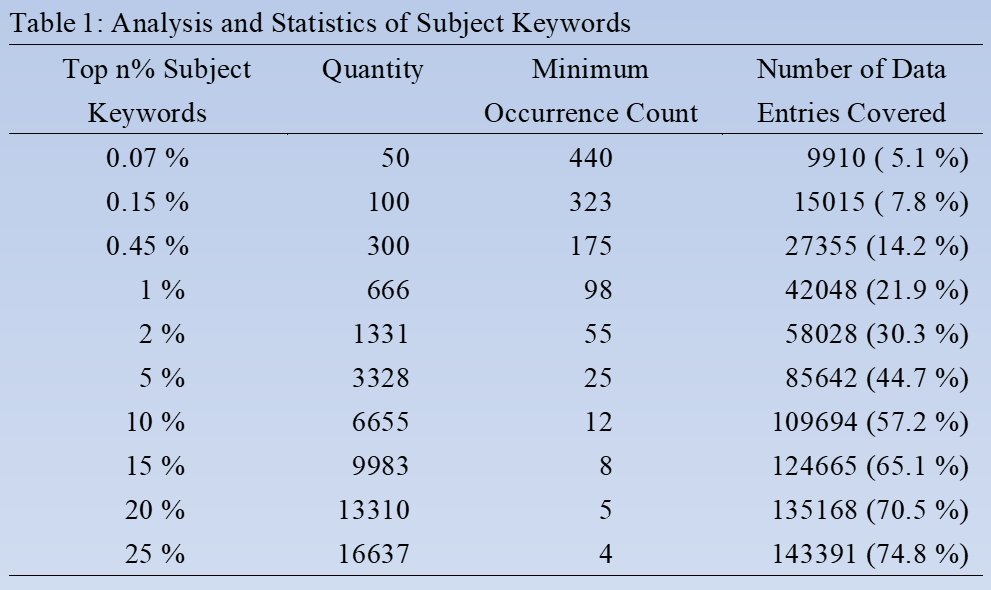 Table 1: Analysis and Statistics of Subject Keywords
Top n% Subject Keywords Quantity Minimum Occurrence Count Number of Data Entries Covered
0.07 % 50 440 9910 ( 5.1 %)
0.15 % 100 323 15015 ( 7.8 %)
0.45 % 300 175 27355 (14.2 %)
1 % 666 98 42048 (21.9 %)
2 % 1331 55 58028 (30.3 %)
5 % 3328 25 85642 (44.7 %)
10 % 6655 12 109694 (57.2 %)
15 % 9983 8 124665 (65.1 %)
20 % 13310 5 135168 (70.5 %)
25 % 16637 4 143391 (74.8 %)